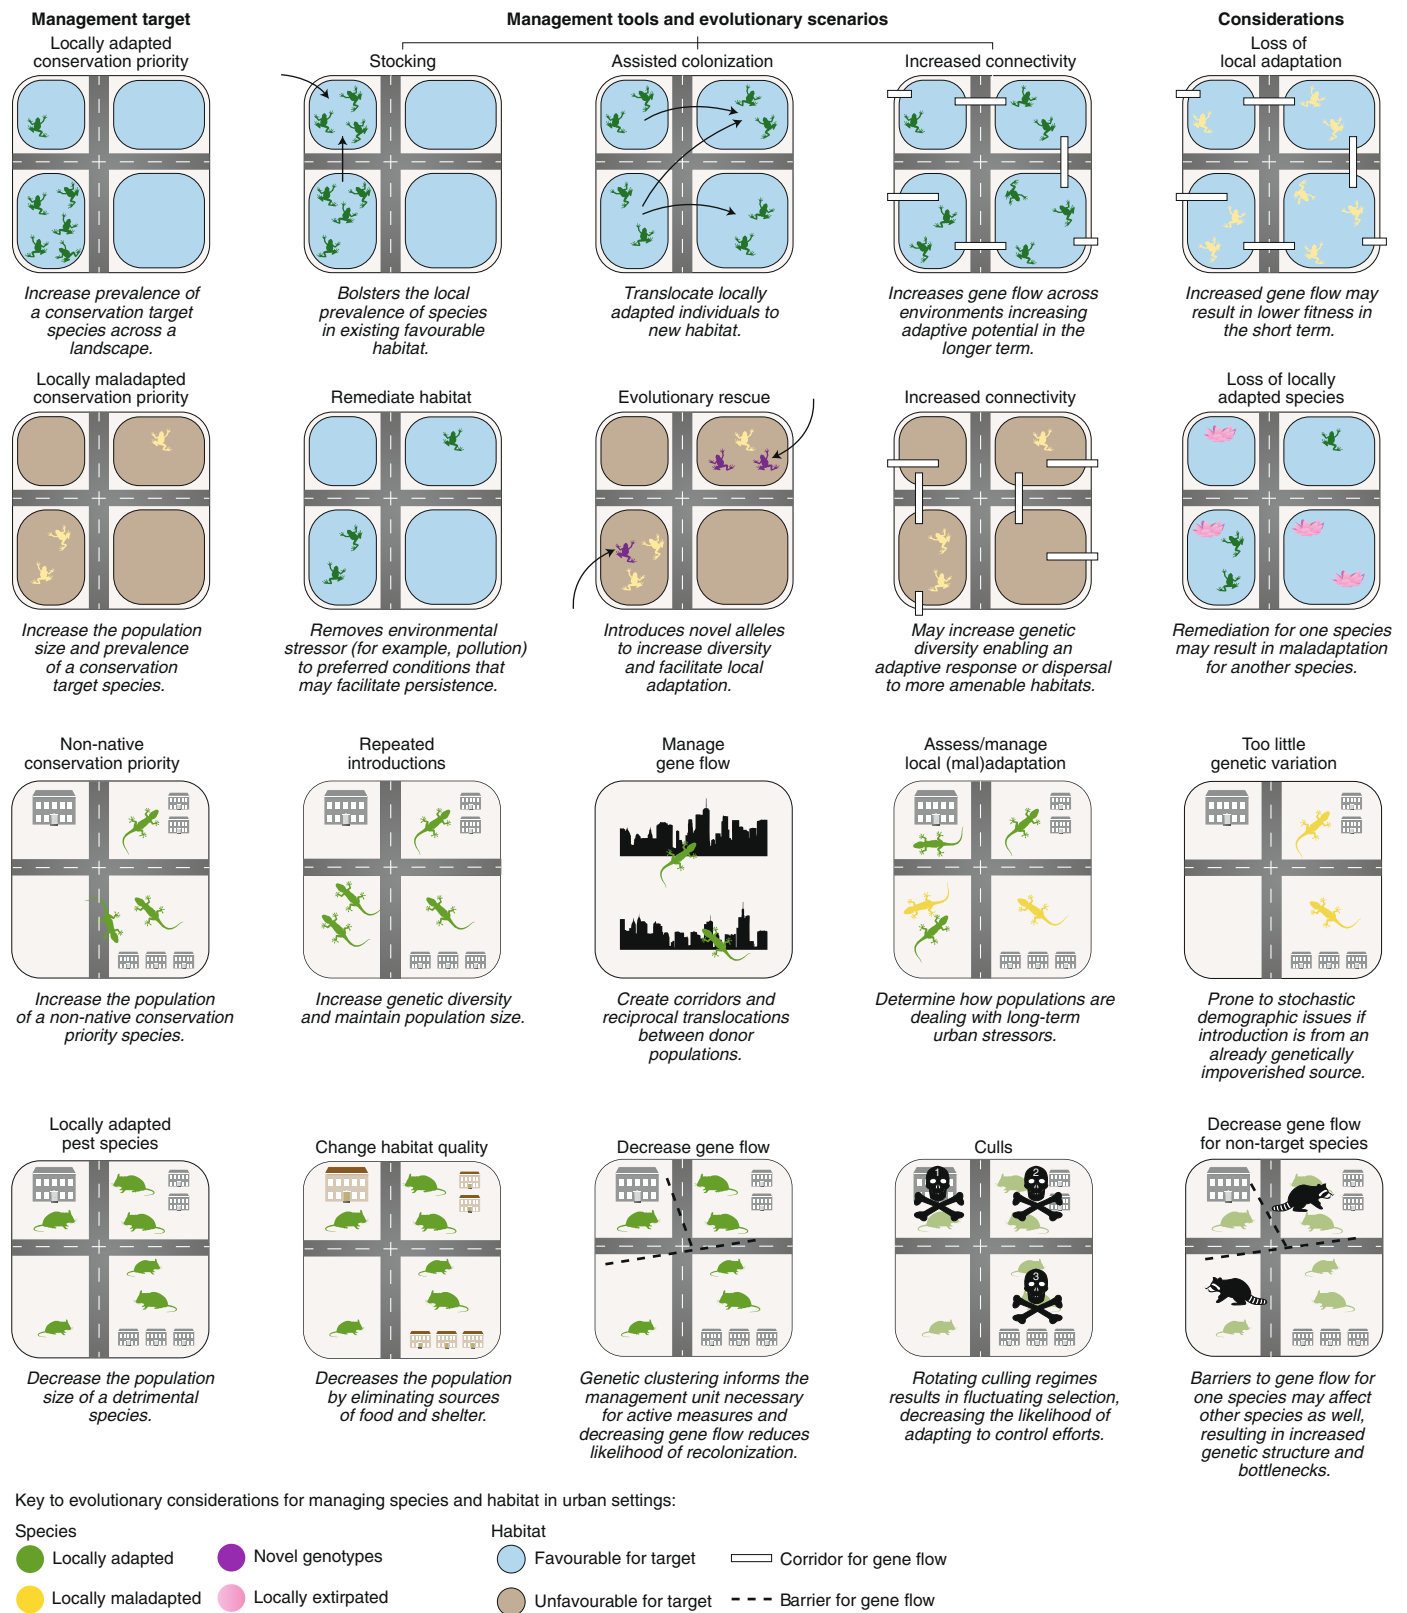 Management target
Management tools and evolutionary scenarios
Considerations
Locally adapted
conservation priority
Stocking
Assisted colonization
Increased connectivity
Loss of
local adaptation
Increase prevalence of
a conservation target
species across a
landscape.
Bolsters the local
prevalence of species
in existing favourable
habitat.
Translocate locally
adapted individuals to
new habitat.
Increases gene flow across
environments increasing
adaptive potential in the
longer term.
Increased gene flow may
result in lower fitness in
the short term.
Locally maladapted
conservation priority
Remediate habitat
Evolutionary rescue
Increased connectivity
Loss of locally
adapted species
Increase the population
size and prevalence
of a conservation
target species.
Removes environmental
stressor (for example, pollution)
to preferred conditions that
may facilitate persistence.
Introduces novel alleles
to increase diversity
and facilitate local
adaptation.
May increase genetic
diversity enabling an
adaptive response or dispersal
to more amenable habitats.
Remediation for one species
may result in maladaptation
for another species.
Non-native
conservation priority
Repeated
introductions
Manage
gene flow
Assess/manage
local (mal)adaptation
Too little
genetic variation
Increase the population
of a non-native conservation
priority species.
Increase genetic diversity
and maintain population size.
Create corridors and
reciprocal translocations
between donor
populations.
Determine how populations are
dealing with long-term
urban stressors.
Prone to stochastic
demographic issues if
introduction is from an
already genetically
impoverished source.
Locally adapted
pest species
Change habitat quality
Decrease gene flow
Culls
Decrease gene flow
for non-target species
1
2
3
Decrease the population
size of a detrimental
species.
Decreases the population
by eliminating sources
of food and shelter.
Genetic clustering informs the
management unit necessary
for active measures and
decreasing gene flow reduces
likelihood of recolonization.
Rotating culling regimes
results in fluctuating selection,
decreasing the likelihood of
adapting to control efforts.
Barriers to gene flow for
one species may affect
other species as well,
resulting in increased
genetic structure and
bottlenecks.
Key to evolutionary considerations for managing species and habitat in urban settings:
Species
Habitat
Locally adapted
Novel genotypes
Favourable for target
Corridor for gene flow
Locally maladapted
Locally extirpated
Unfavourable for target
Barrier for gene flow